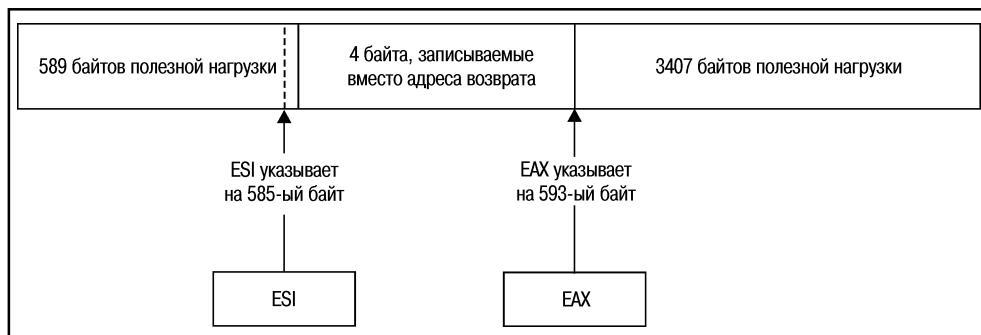 589 байтов полезной нагрузки
4 байта, записываемые
вместо адреса возврата
3407 байтов полезной нагрузки
ESI указывает
на 585-ый байт
EAX указывает
на 593-ый байт
ESI
EAX